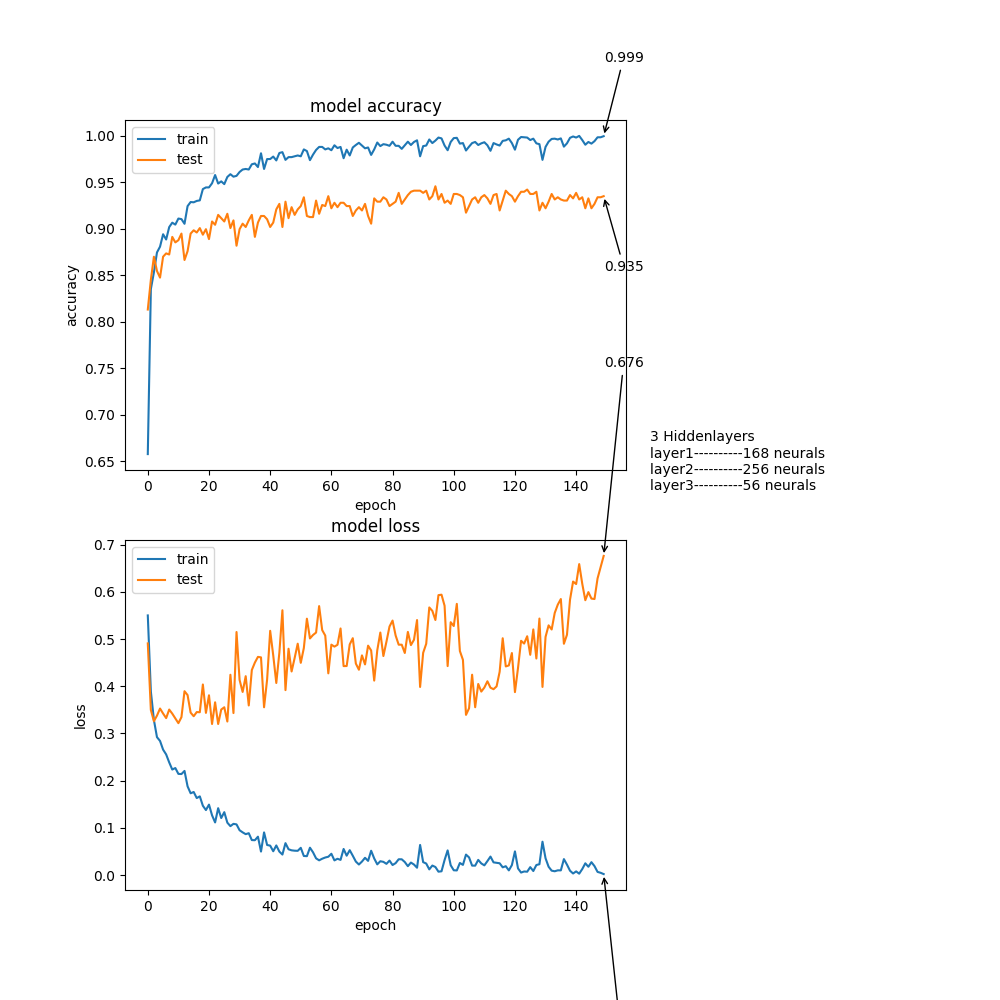 0.999
model accuracy
train
test
1.00
0.95
0.90
0.85
0.80
0.75
0.70
0.65
accuracy
0 20 40 60 80 100 120 140
epoch
0.935
0.676
3 Hiddenlayers
layer1----------168 neurals
layer2----------256 neurals
layer3----------56 neurals
model loss
train
test
0.7
0.6
0.5
0.4
0.3
0.2
0.1
0.0
loss
0 20 40 60 80 100 120 140
epoch